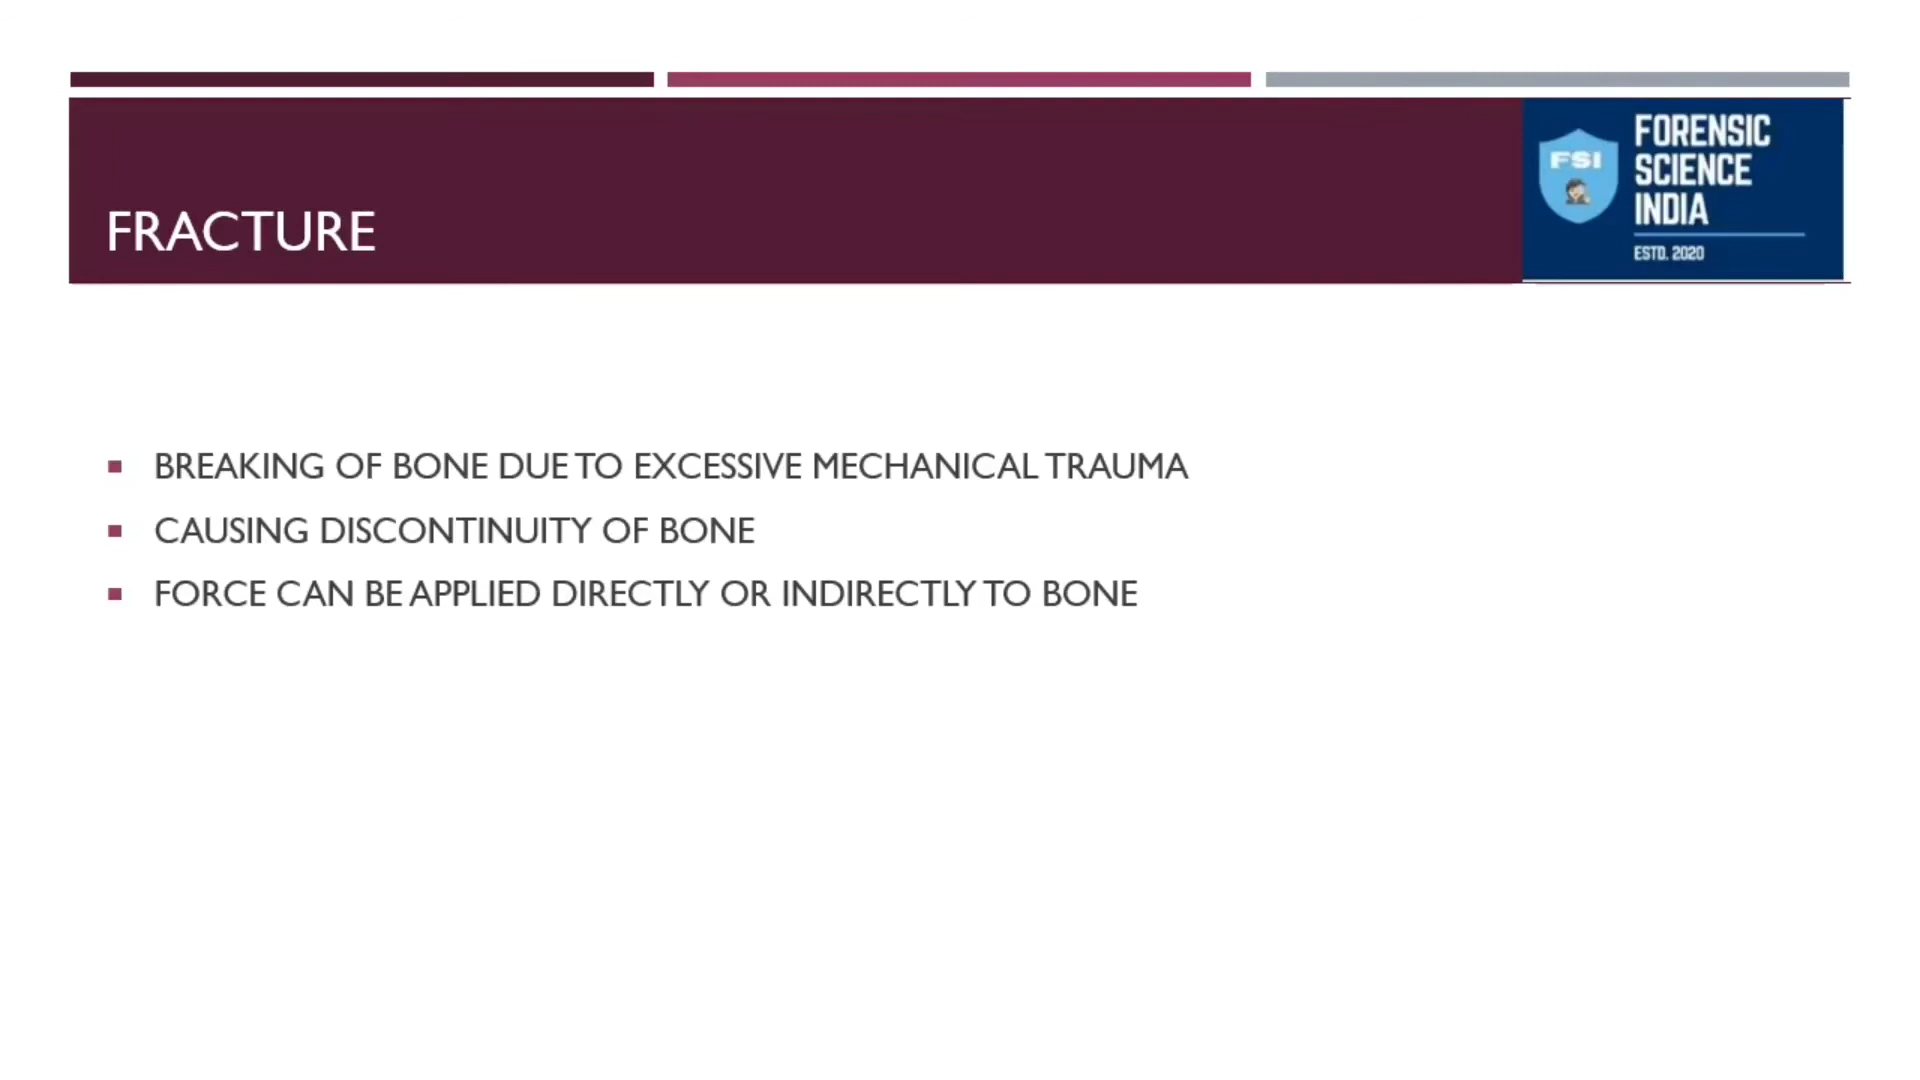 FRACTURE
FSI
FORENSIC
SCIENCE
INDIA
ESTD. 2020
BREAKING OF BONE DUE TO EXCESSIVE MECHANICAL TRAUMA
CAUSING DISCONTINUITY OF BONE
FORCE CAN BE APPLIED DIRECTLY OR INDIRECTLY TO BONE